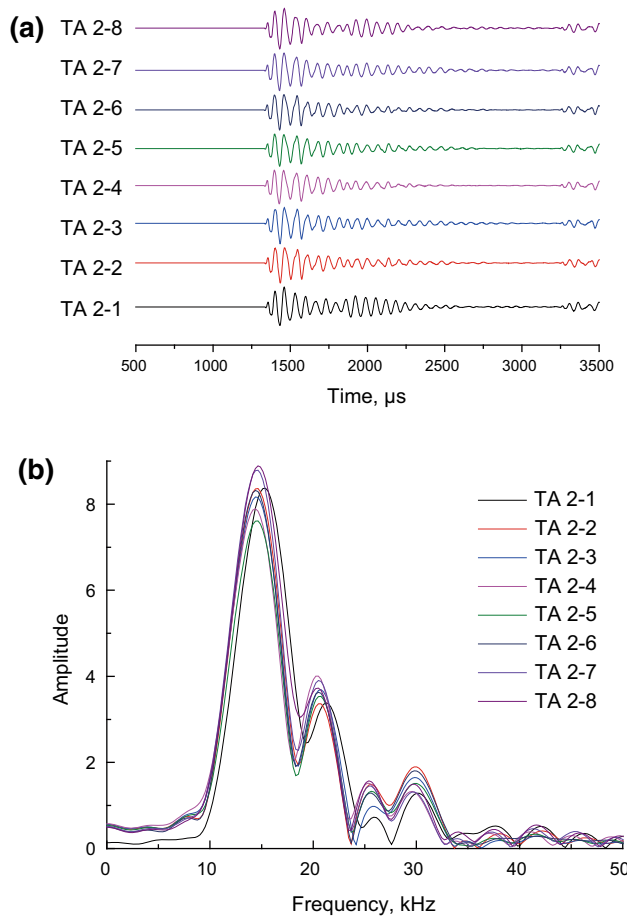 (a)
TA 2-8
TA 2-7
TA 2-6
TA 2-5
TA 2-4
TA 2-3
TA 2-2
TA 2-1
500 1000 1500 2000 2500 3000 3500
Time, µs
(b)
8
6
4
2
0
Amplitude
TA 2-1
TA 2-2
TA 2-3
TA 2-4
TA 2-5
TA 2-6
TA 2-7
TA 2-8
0 10 20 30 40 50
Frequency, kHz